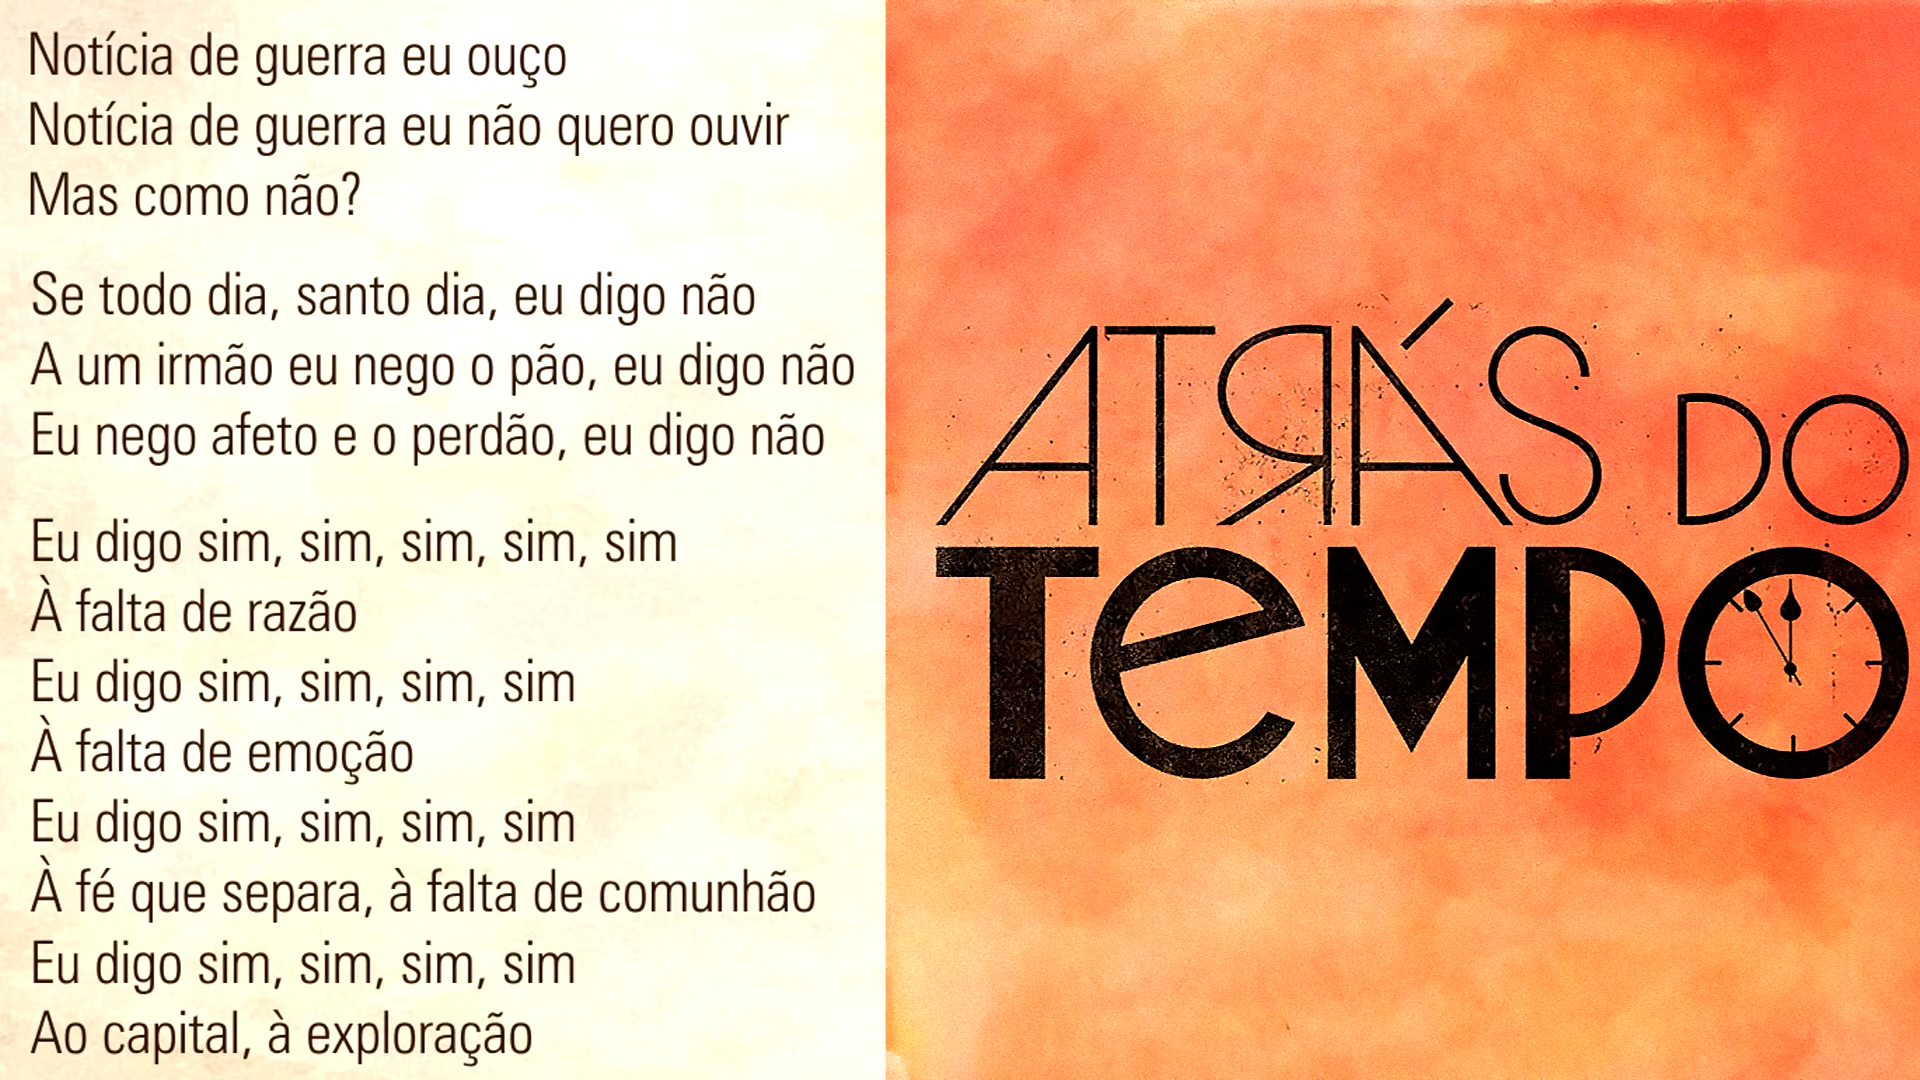 Notícia de guerra eu ouço
Notícia de guerra eu não quero ouvir
Mas como não?
Se todo dia, santo dia, eu digo não
A um irmão eu nego o pão, eu digo não
Eu nego afeto e o perdão, eu digo não
Eu digo sim, sim, sim, sim, sim
À falta de razão
Eu digo sim, sim, sim, sim
À falta de emoção
Eu digo sim, sim, sim, sim
À fé que separa, à falta de comunhão
Eu digo sim, sim, sim, sim
Ao capital, à exploração
ATRÁS DO
TEMPO